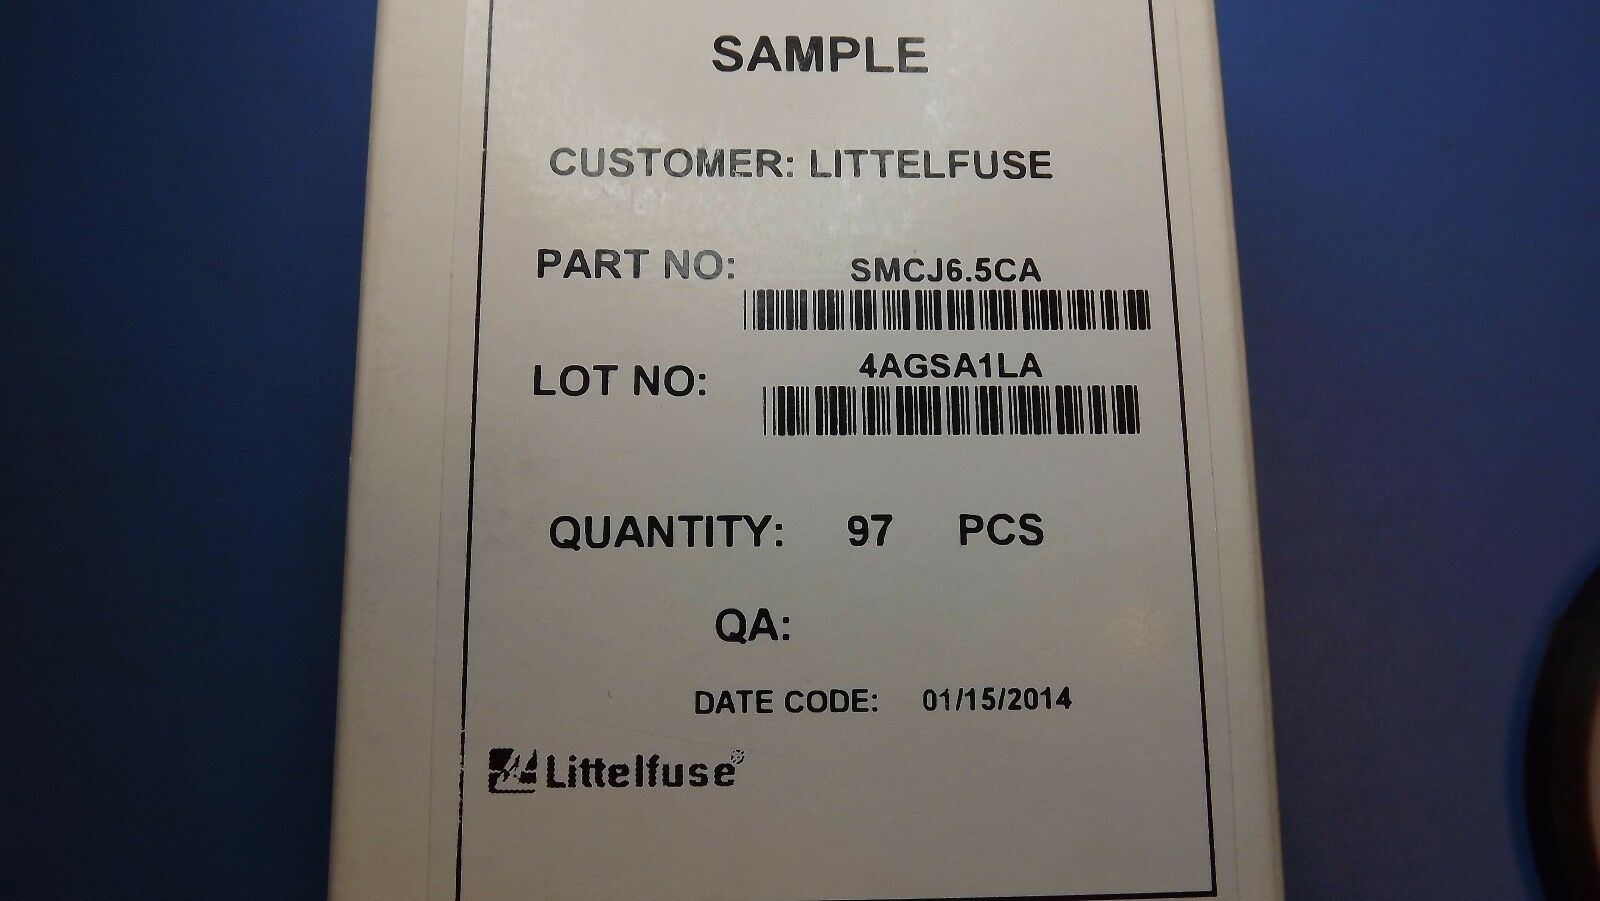 SAMPLE
CUSTOMER: LITTELFUSE
PART NO: SMCJ6.5CA
LOT NO: 4AGSA1LA
QUANTITY: 97 PCS
QA:
DATE CODE: 01/15/2014
Littelfuse®